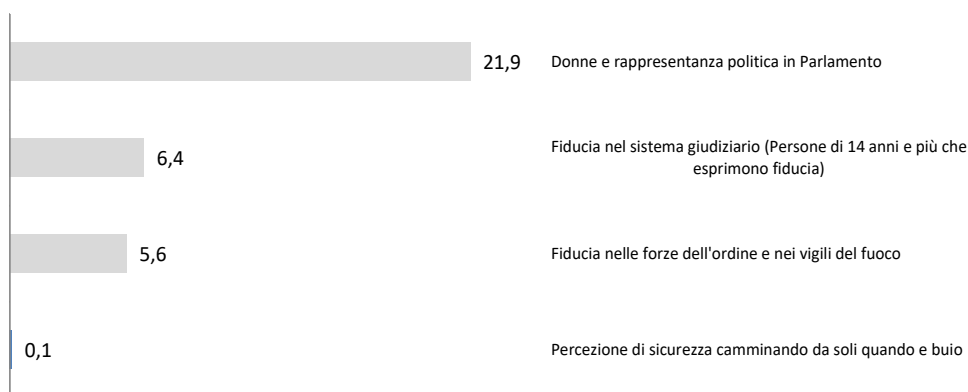 21,9 Donne e rappresentanza politica in Parlamento
6,4 Fiducia nel sistema giudiziario (Persone di 14 anni e più che
esprimono fiducia)
5,6 Fiducia nelle forze dell'ordine e nei vigili del fuoco
0,1 Percezione di sicurezza camminando da soli quando e buio